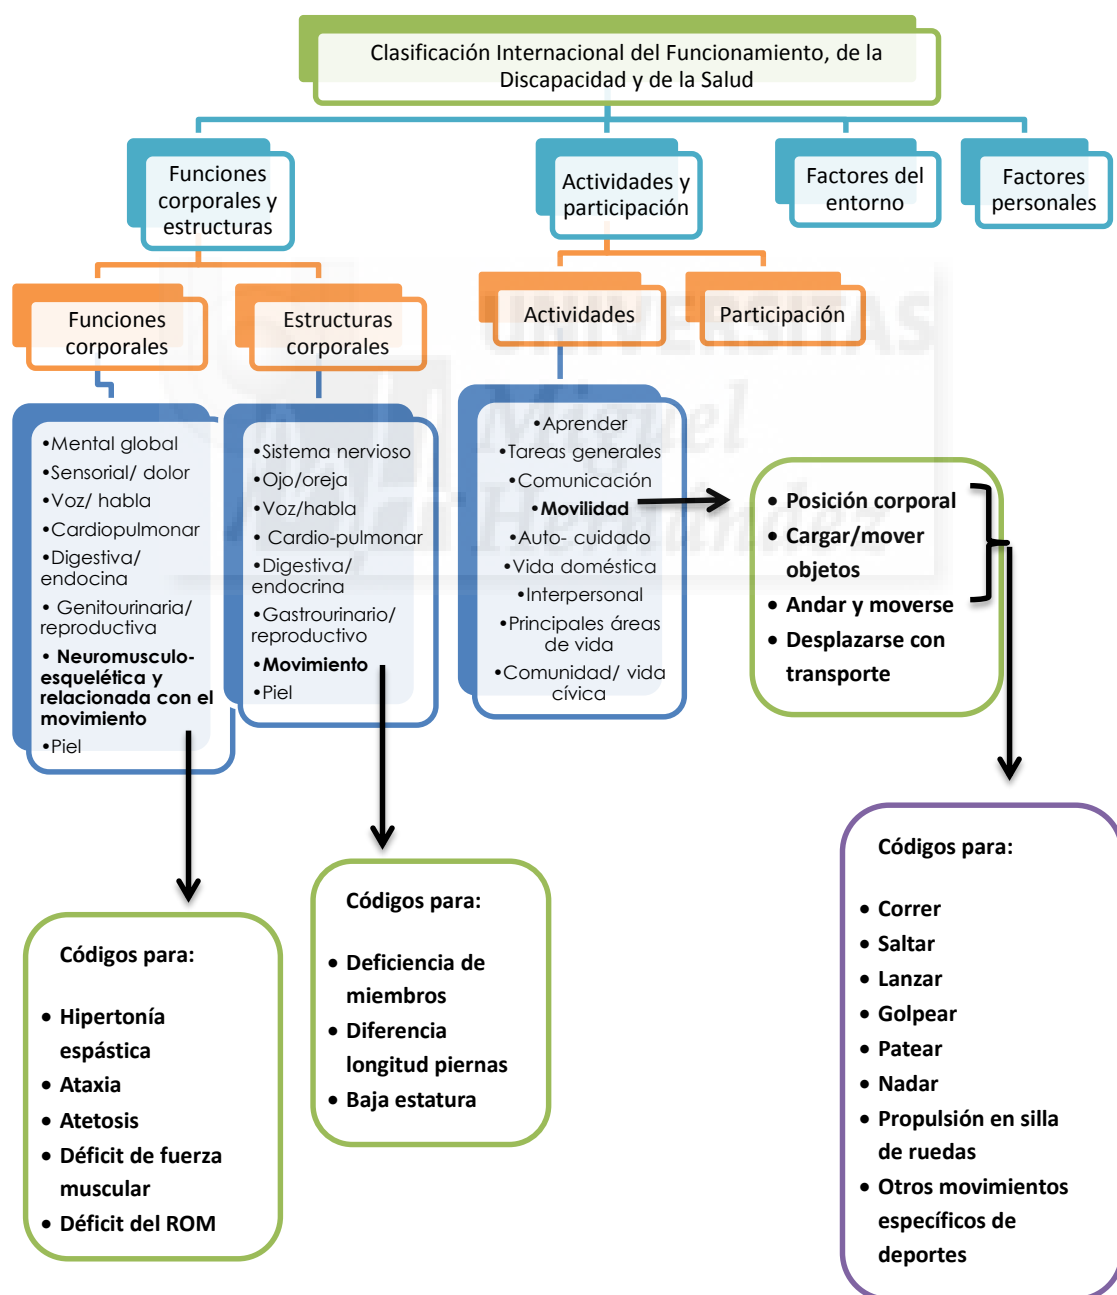 Clasificación Internacional del Funcionamiento, de la
Discapacidad y de la Salud
Funciones
corporales y
estructuras
Actividades y
participación
Factores del
entorno
Factores
personales
Funciones
corporales
Estructuras
corporales
Actividades
Participación
UNIVERSITAS
Miguel
Hernández
•Mental global
•Sensorial/ dolor
•Voz/ habla
•Cardiopulmonar
•Digestiva/
endocina
• Genitourinaria/
reproductiva
• Neuromusculo-
esquelética y
relacionada con el
movimiento
•Piel
•Sistema nervioso
•Ojo/oreja
•Voz/habla
• Cardio-pulmonar
•Digestiva/
endocrina
•Gastrourinario/
reproductivo
•Movimiento
•Piel
•Aprender
•Tareas generales
•Comunicación
•Movilidad
•Auto- cuidado
•Vida doméstica
•Interpersonal
•Principales áreas
de vida
•Comunidad/ vida
cívica
• Posición corporal
• Cargar/mover
objetos
• Andar y moverse
• Desplazarse con
transporte
Códigos para:
• Hipertonía
espástica
• Ataxia
• Atetosis
• Déficit de fuerza
muscular
• Déficit del ROM
Códigos para:
• Deficiencia de
miembros
• Diferencia
longitud piernas
• Baja estatura
Códigos para:
• Correr
• Saltar
• Lanzar
• Golpear
• Patear
• Nadar
• Propulsión en silla
de ruedas
• Otros movimientos
específicos de
deportes